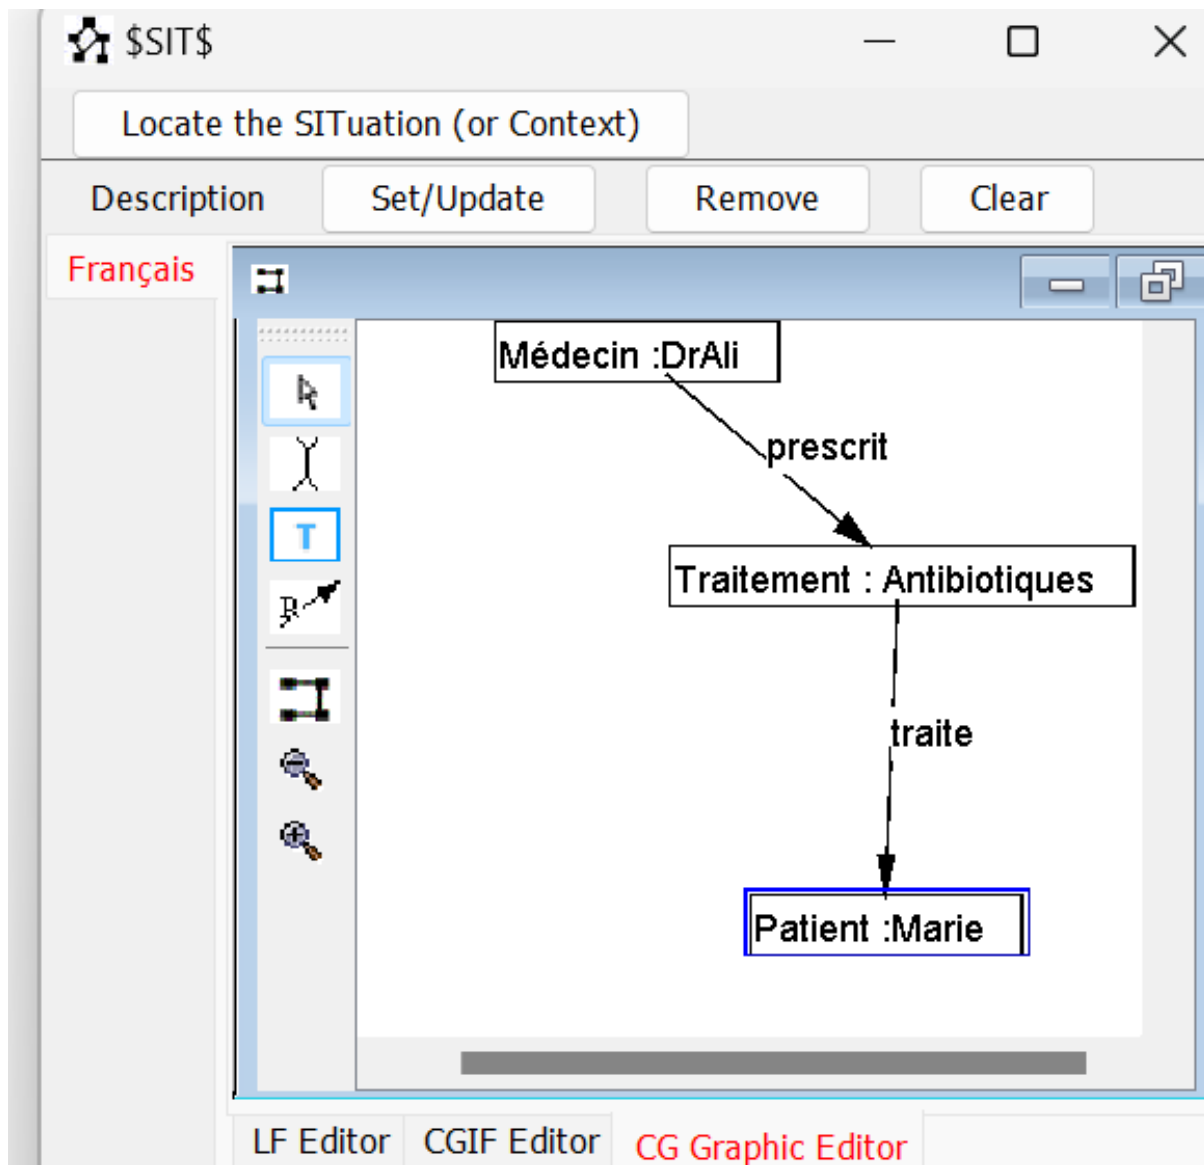 $SIT$
Locate the SITuation (or Context)
Description Set/Update Remove Clear
Français
Médecin :DrAli
prescrit
Traitement : Antibiotiques
T
R
traite
Patient :Marie
LF Editor CGIF Editor CG Graphic Editor